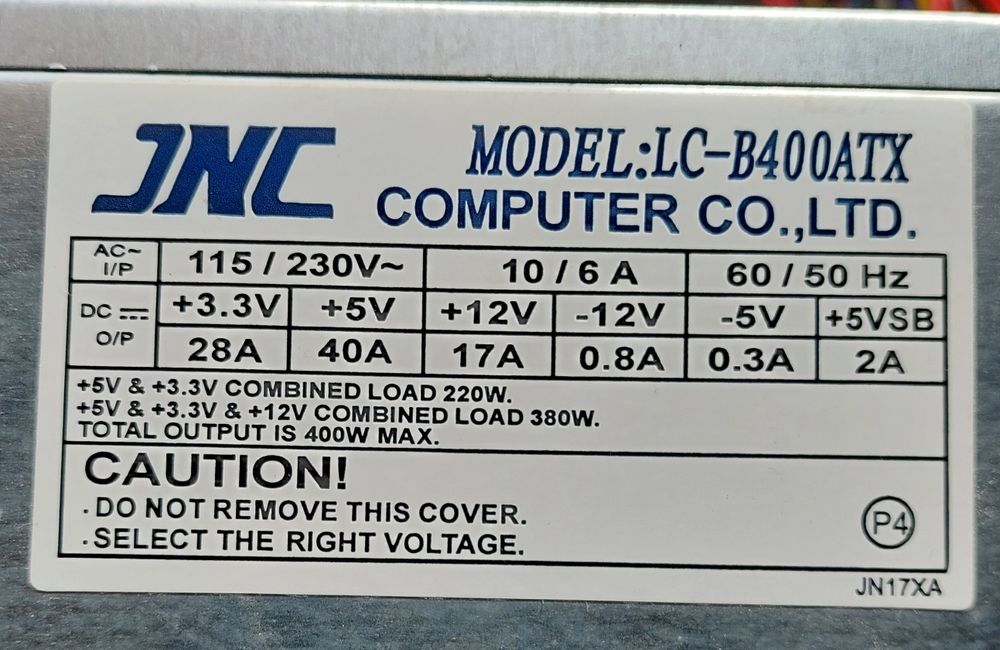 JNC MODEL:LC-B400ATX
COMPUTER CO.,LTD.
AC~ I/P 115 / 230V~ 10 / 6 A 60 / 50 Hz
DC ⎓ O/P +3.3V +5V +12V -12V -5V +5VSB
28A 40A 17A 0.8A 0.3A 2A
+5V & +3.3V COMBINED LOAD 220W.
+5V & +3.3V & +12V COMBINED LOAD 380W.
TOTAL OUTPUT IS 400W MAX.
CAUTION!
· DO NOT REMOVE THIS COVER.
· SELECT THE RIGHT VOLTAGE.
P4
JN17XA